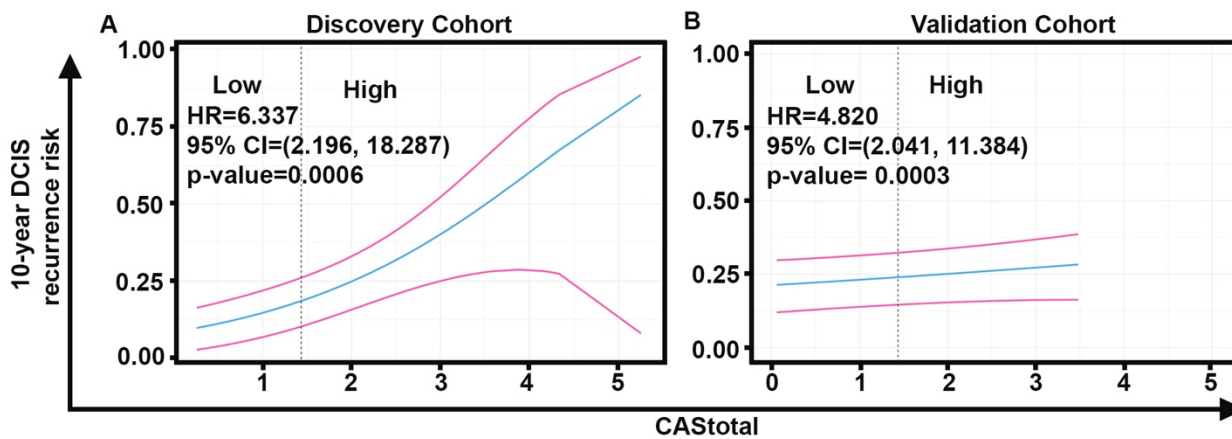 A
Discovery Cohort
1.00
0.75
0.50
0.25
0.00
Low
High
HR=6.337
95% CI=(2.196, 18.287)
p-value=0.0006
1
2
3
4
5
B
Validation Cohort
1.00
0.75
0.50
0.25
0.00
Low
High
HR=4.820
95% CI=(2.041, 11.384)
p-value= 0.0003
0
1
2
3
4
5
10-year DCIS
recurrence risk
CAStotal